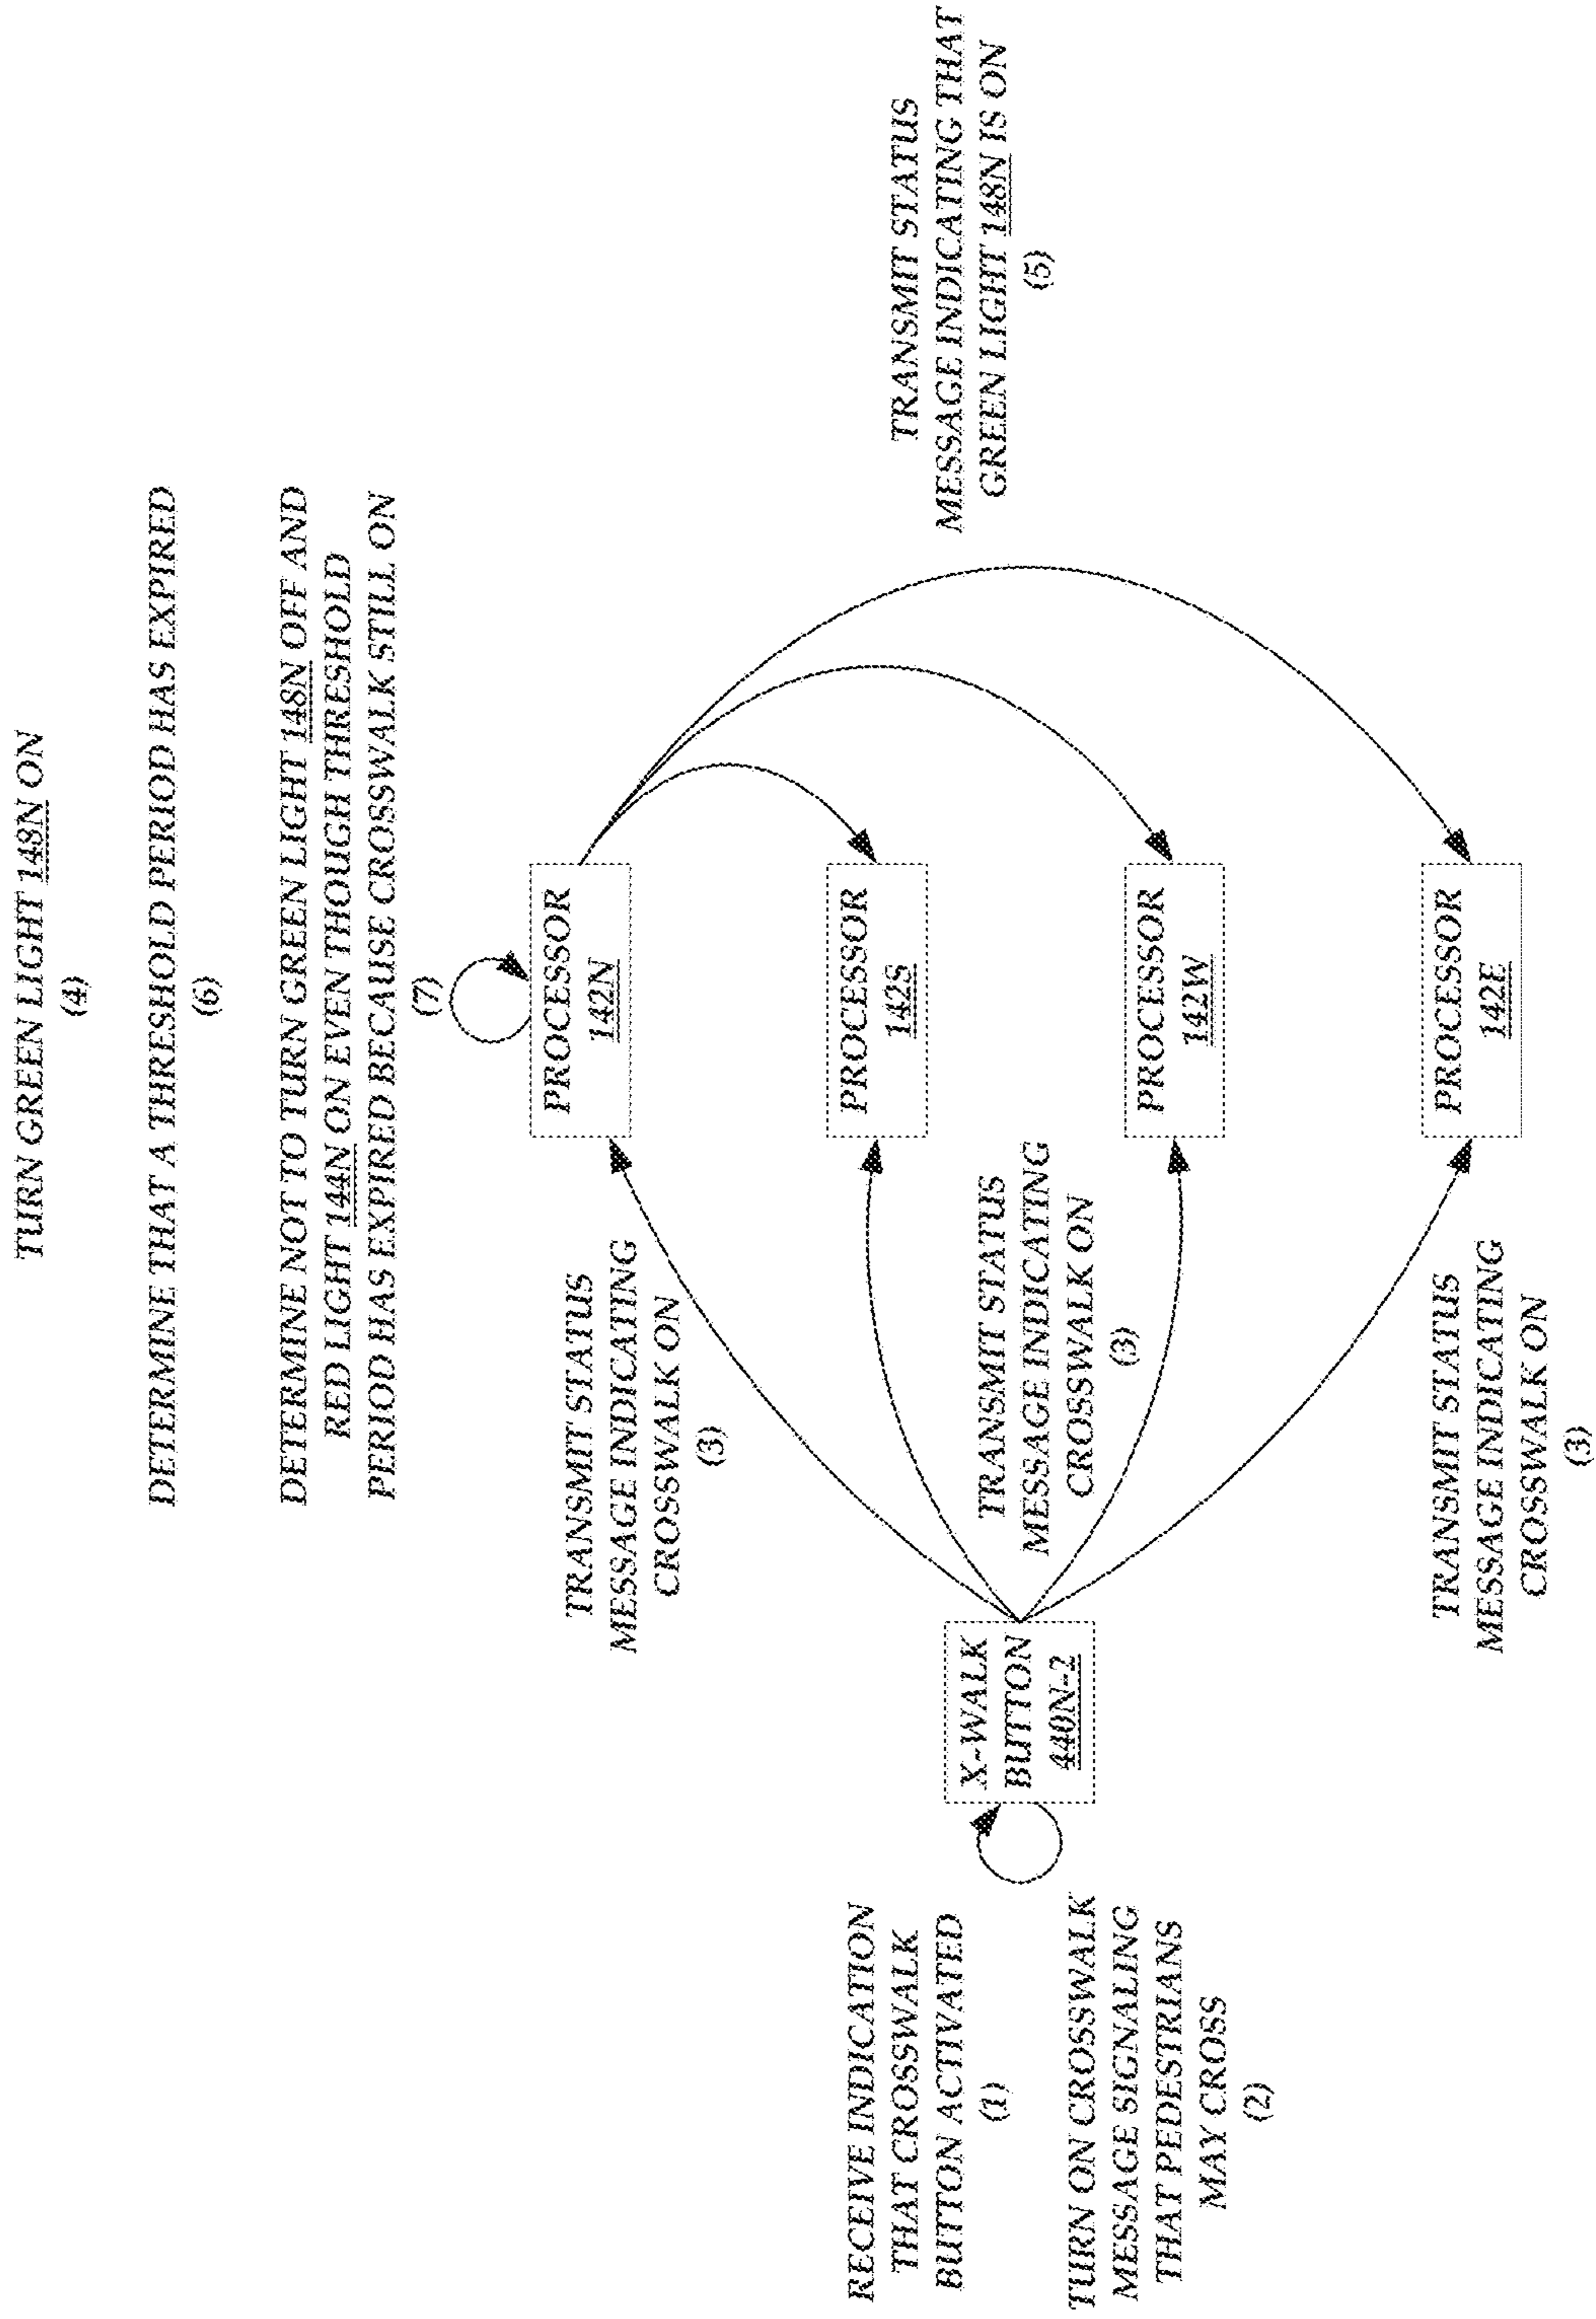 TURN GREEN LIGHT 148N ON
(4)
DETERMINE THAT A THRESHOLD PERIOD HAS EXPIRED
(6)
DETERMINE NOT TO TURN GREEN LIGHT 148N OFF AND
RED LIGHT 144N ON EVEN THOUGH THRESHOLD
PERIOD HAS EXPIRED BECAUSE CROSSWALK STILL ON
(7)
TRANSMIT STATUS
MESSAGE INDICATING
CROSSWALK ON
(3)
PROCESSOR
142N
PROCESSOR
142S
TRANSMIT STATUS
MESSAGE INDICATING THAT
GREEN LIGHT 148N IS ON
(5)
RECEIVE INDICATION
THAT CROSSWALK
BUTTON ACTIVATED
(1)
X-WALK
BUTTON
440N-2
TRANSMIT STATUS
MESSAGE INDICATING
CROSSWALK ON
(3)
TURN ON CROSSWALK
MESSAGE SIGNALING
THAT PEDESTRIANS
MAY CROSS
(2)
PROCESSOR
142W
TRANSMIT STATUS
MESSAGE INDICATING
CROSSWALK ON
(3)
PROCESSOR
142E